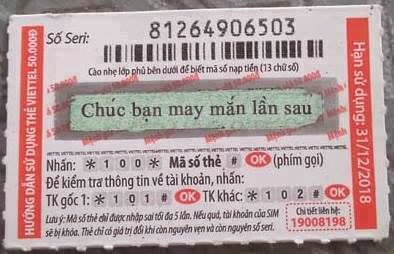 Số Seri: 81264906503
Cào nhẹ lớp phủ bên dưới để biết mã số nạp tiền (13 chữ số)
Chúc bạn may mắn lần sau
Nhấn: *100* Mã số thẻ # OK (phím gọi)
Để kiểm tra thông tin về tài khoản, nhấn:
TK gốc 1: *101# OK TK khác: *102# OK
Lưu ý: Mã số thẻ chỉ được nhập sai tối đa 5 lần. Nếu quá, tài khoản của SIM
sẽ bị khóa. Thẻ chỉ có giá trị đổi khi còn nguyên vẹn và còn nguyên số seri.
Chi tiết liên hệ:
19008198
HƯỚNG DẪN SỬ DỤNG THẺ VIETTEL 50.000Đ
Hạn sử dụng: 31/12/2018